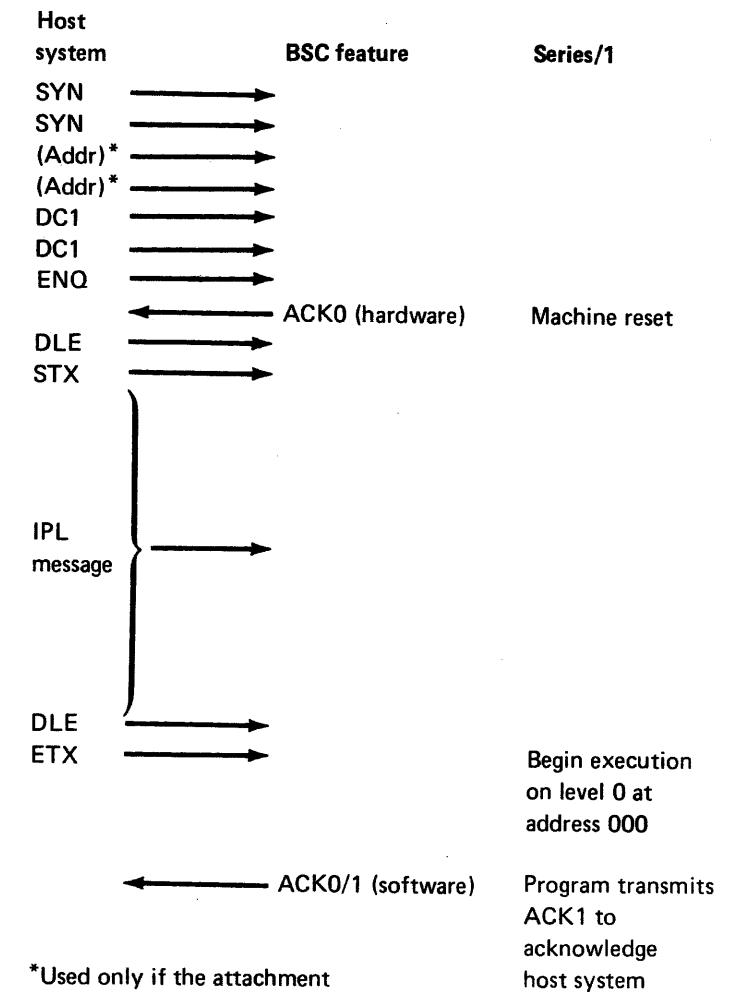 Host
system BSC feature Series/1
SYN
SYN
(Addr)*
(Addr)*
DC1
DC1
ENQ
ACK0 (hardware) Machine reset
DLE
STX
IPL
message
DLE
ETX
Begin execution
on level 0 at
address 000
ACK0/1 (software) Program transmits
ACK1 to
acknowledge
*Used only if the attachment host system